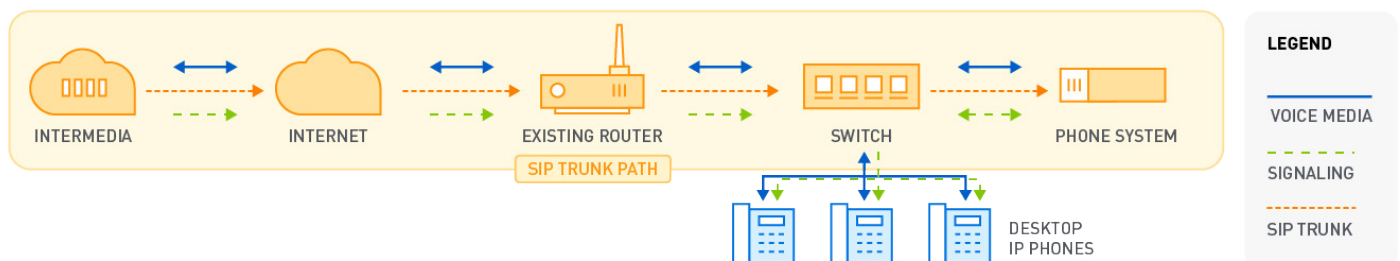 INTERMEDIA
INTERNET
EXISTING ROUTER
SWITCH
PHONE SYSTEM
SIP TRUNK PATH
DESKTOP
IP PHONES
LEGEND
VOICE MEDIA
SIGNALING
SIP TRUNK